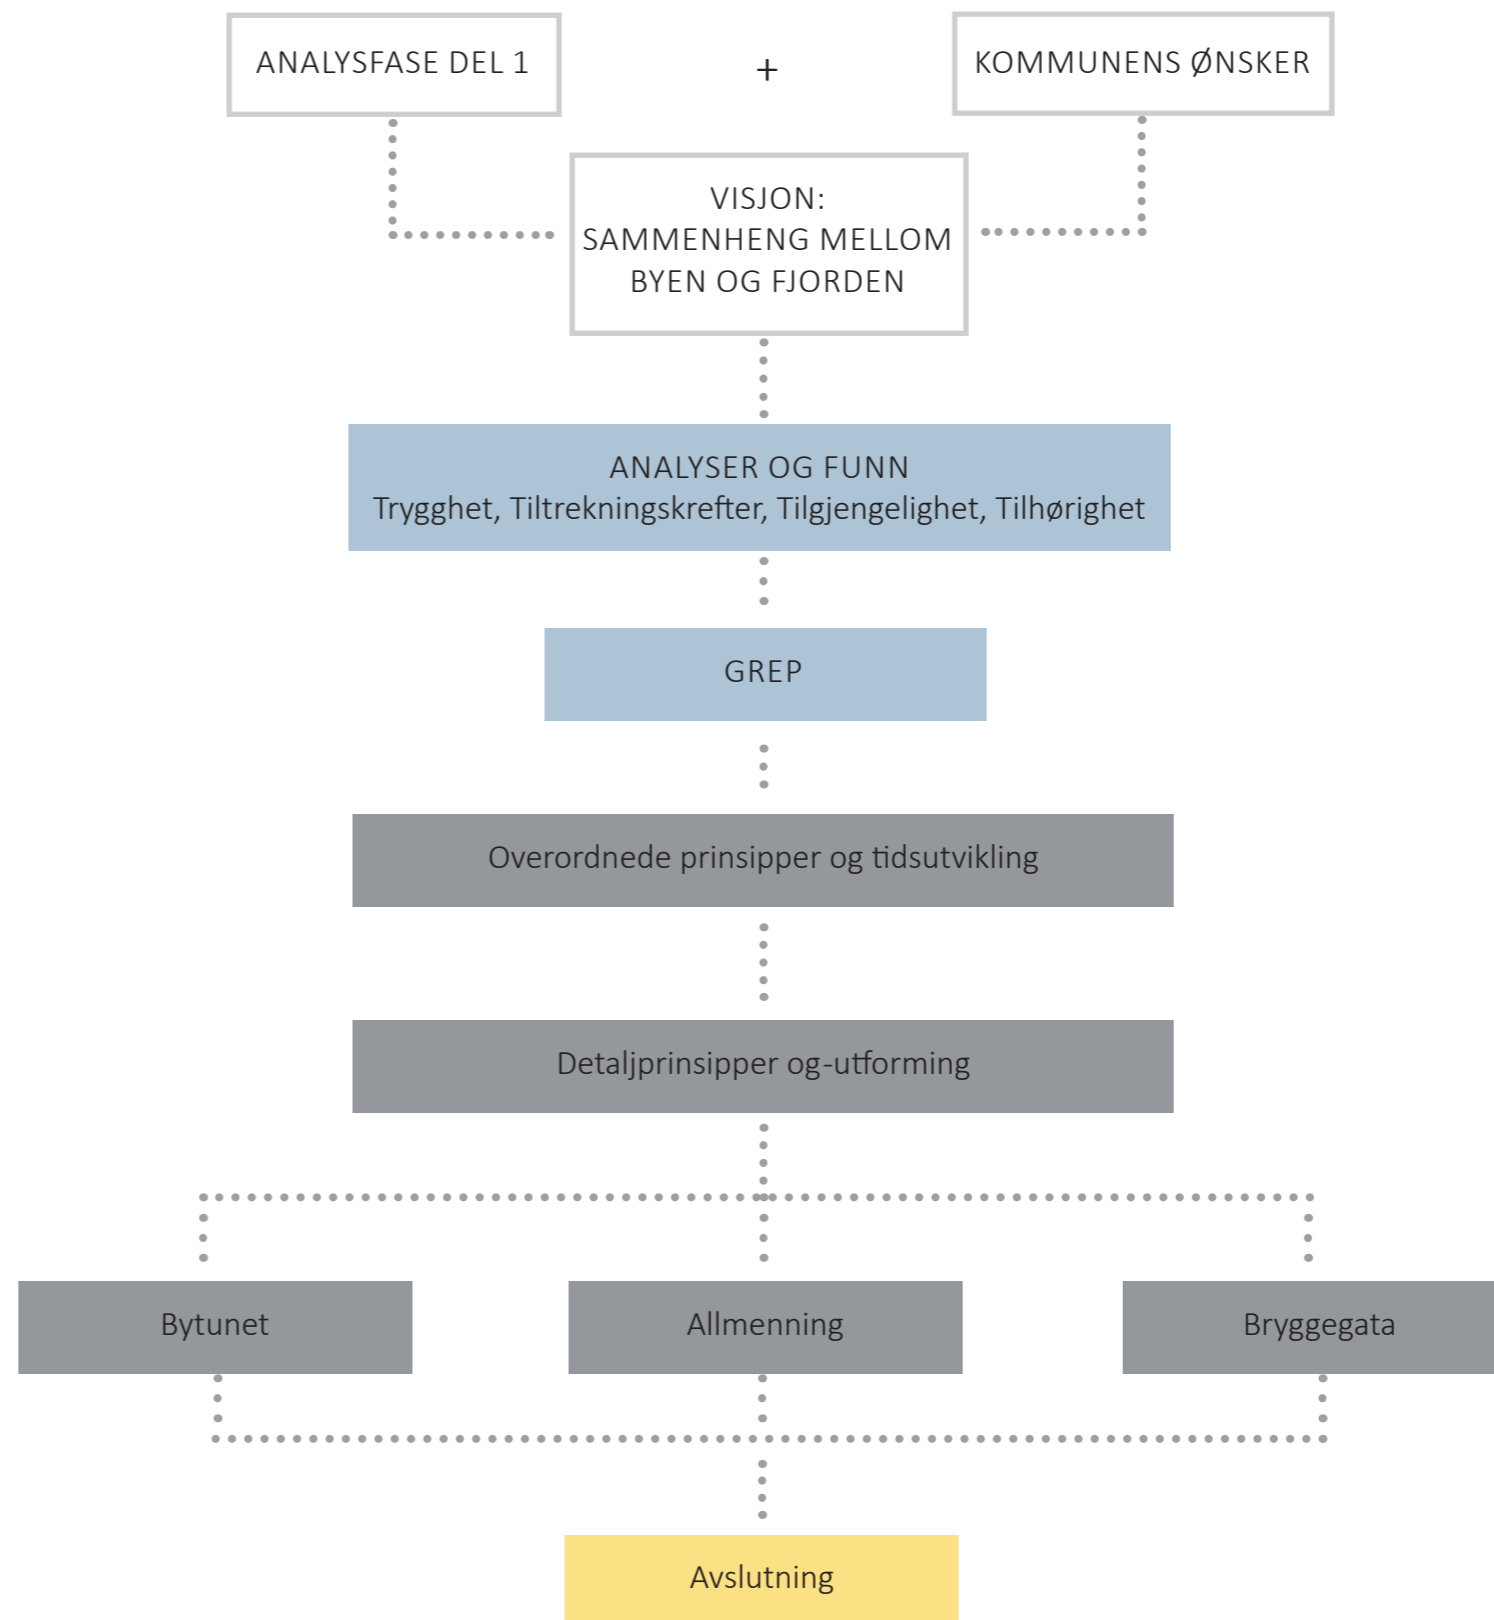 ANALYSFASE DEL 1
+
KOMMUNENS ØNSKER
VISJON:
SAMMENHENG MELLOM
BYEN OG FJORDEN
ANALYSER OG FUNN
Trygghet, Tiltrekningskrefter, Tilgjengelighet, Tilhørighet
GREP
Overordnede prinsipper og tidsutvikling
Detaljprinsipper og-utforming
Bytunet
Allmenning
Bryggegata
Avslutning